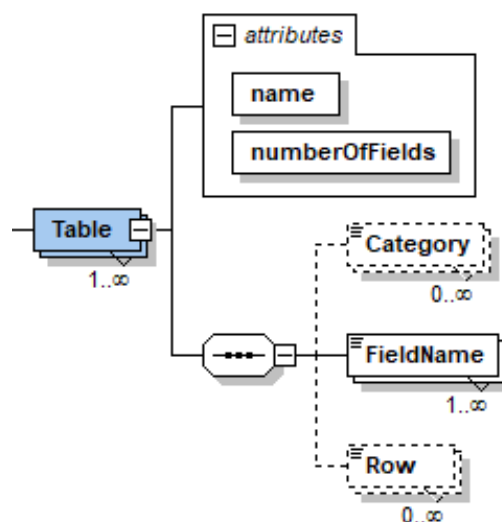 attributes
name
numberOfFields
Table
1..∞
Category
0..∞
FieldName
1..∞
Row
0..∞